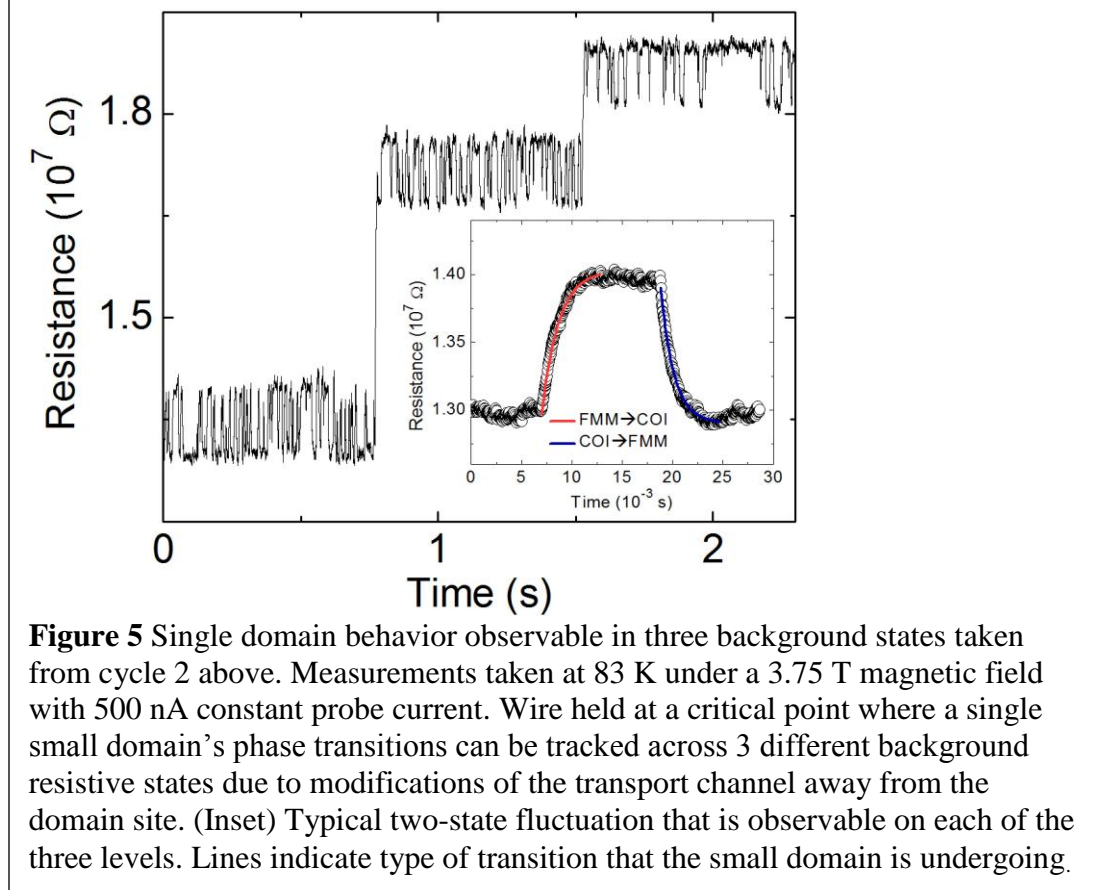 Resistance (10^7 Ω)
1.8
1.5
0
1
2
Time (s)
Resistance (10^7 Ω)
1.40
1.35
1.30
FMM→COI
COI→FMM
0
5
10
15
20
25
30
Time (10^-3 s)
Figure 5 Single domain behavior observable in three background states taken
from cycle 2 above. Measurements taken at 83 K under a 3.75 T magnetic field
with 500 nA constant probe current. Wire held at a critical point where a single
small domain's phase transitions can be tracked across 3 different background
resistive states due to modifications of the transport channel away from the
domain site. (Inset) Typical two-state fluctuation that is observable on each of the
three levels. Lines indicate type of transition that the small domain is undergoing.